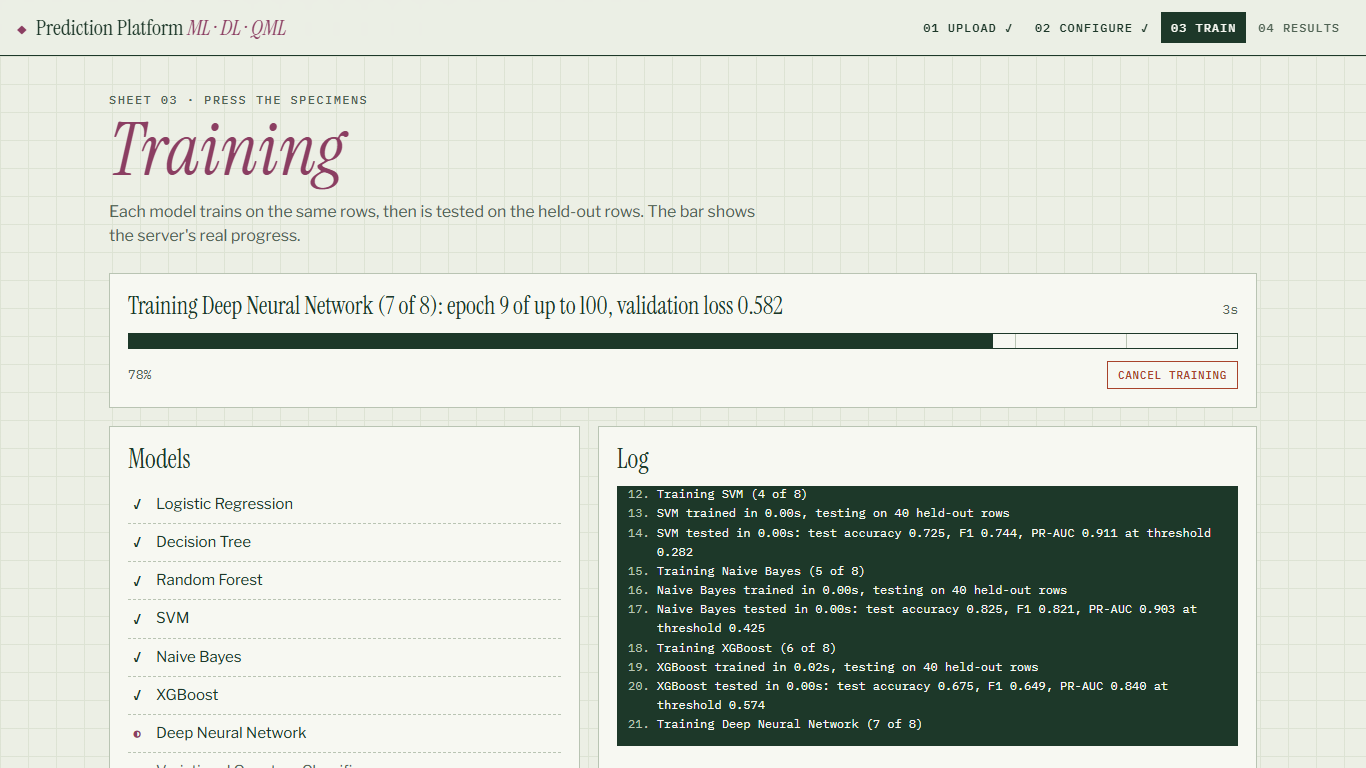 Prediction Platform ML · DL · QML
01 UPLOAD ✓ 02 CONFIGURE ✓ 03 TRAIN 04 RESULTS
SHEET 03 · PRESS THE SPECIMENS
Training
Each model trains on the same rows, then is tested on the held-out rows. The bar shows
the server's real progress.
Training Deep Neural Network (7 of 8): epoch 9 of up to 100, validation loss 0.582
3s
78%
CANCEL TRAINING
Models
✓ Logistic Regression
✓ Decision Tree
✓ Random Forest
✓ SVM
✓ Naive Bayes
✓ XGBoost
Deep Neural Network
Log
12. Training SVM (4 of 8)
13. SVM trained in 0.00s, testing on 40 held-out rows
14. SVM tested in 0.00s: test accuracy 0.725, F1 0.744, PR-AUC 0.911 at threshold
0.282
15. Training Naive Bayes (5 of 8)
16. Naive Bayes trained in 0.00s, testing on 40 held-out rows
17. Naive Bayes tested in 0.00s: test accuracy 0.825, F1 0.821, PR-AUC 0.903 at
threshold 0.425
18. Training XGBoost (6 of 8)
19. XGBoost trained in 0.02s, testing on 40 held-out rows
20. XGBoost tested in 0.00s: test accuracy 0.675, F1 0.649, PR-AUC 0.840 at
threshold 0.574
21. Training Deep Neural Network (7 of 8)